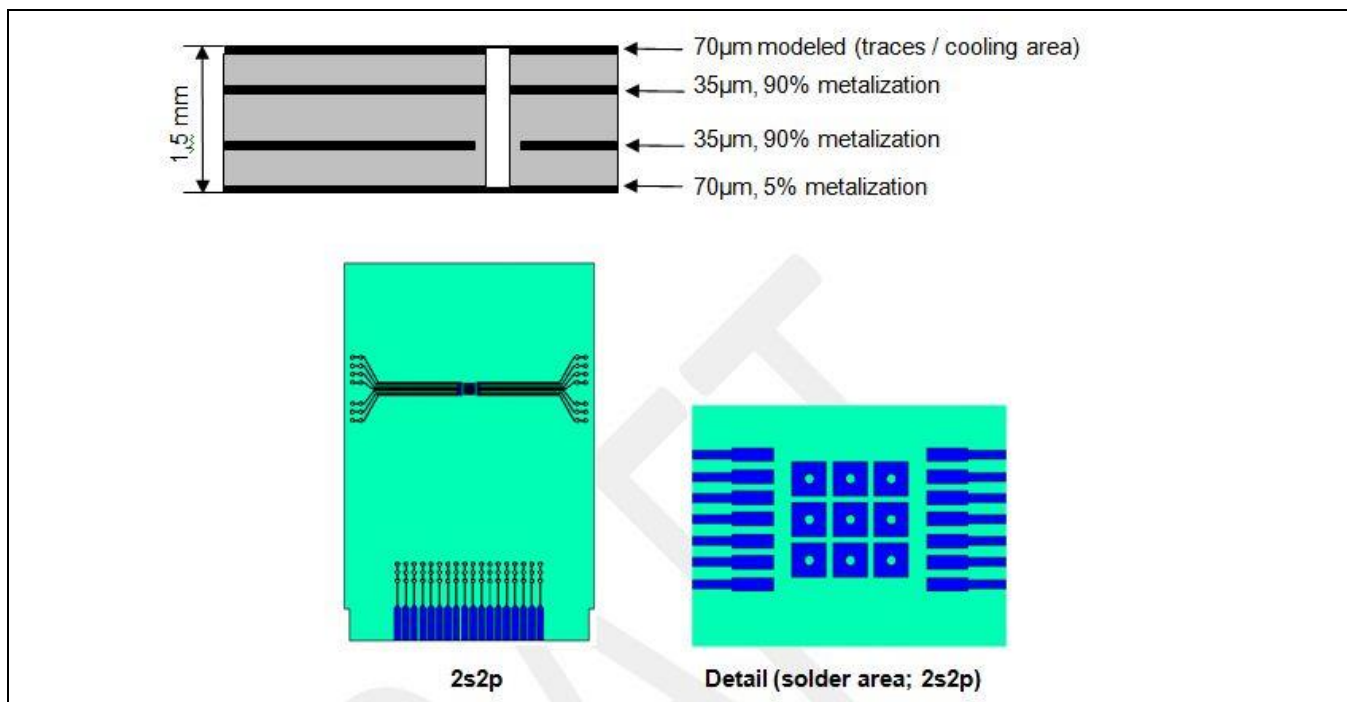 70µm modeled (traces / cooling area)
35µm, 90% metalization
1,5 mm
35µm, 90% metalization
70µm, 5% metalization
2s2p
Detail (solder area; 2s2p)